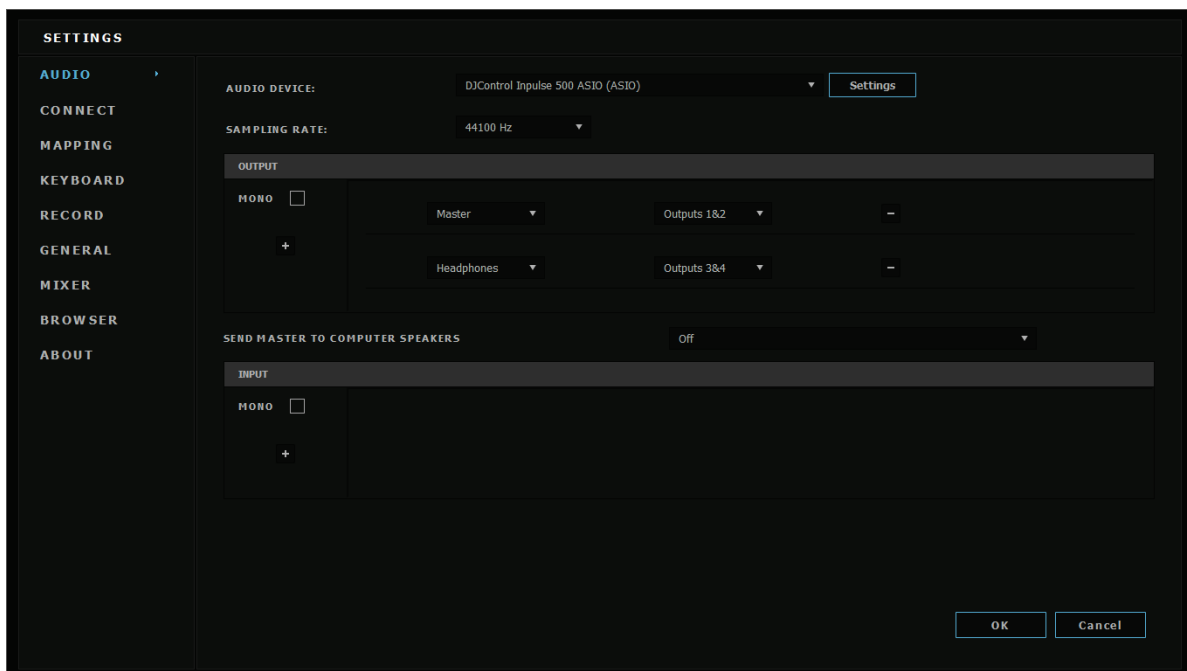 SETTINGS
AUDIO
CONNECT
MAPPING
KEYBOARD
RECORD
GENERAL
MIXER
BROWSER
ABOUT
AUDIO DEVICE: DJControl Inpulse 500 ASIO (ASIO) Settings
SAMPLING RATE: 44100 Hz
OUTPUT
MONO
+
Master Outputs 1&2 −
Headphones Outputs 3&4 −
SEND MASTER TO COMPUTER SPEAKERS Off
INPUT
MONO
+
OK Cancel